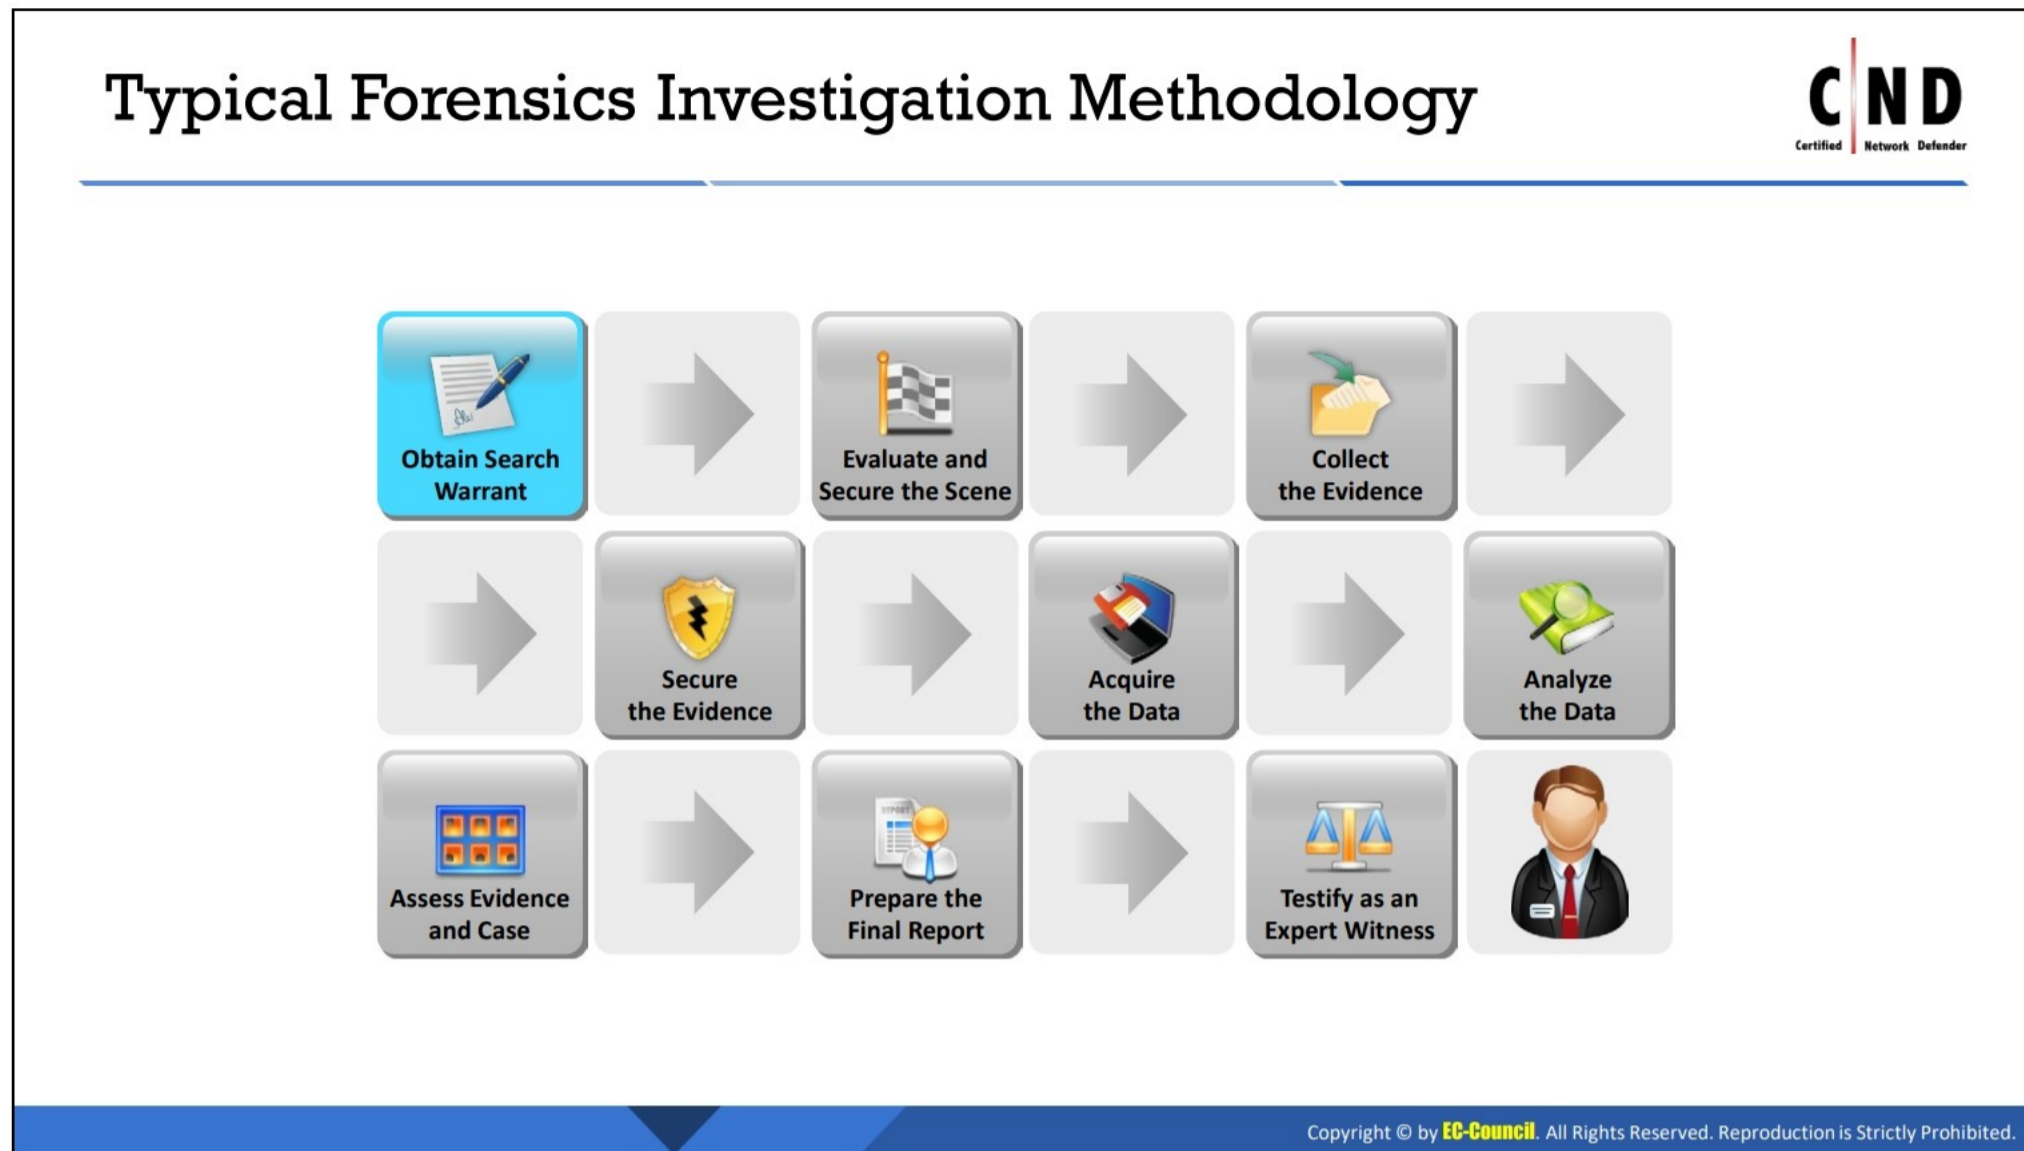 Typical Forensics Investigation Methodology
C N D
Certified Network Defender
Obtain Search
Warrant
Evaluate and
Secure the Scene
Collect
the Evidence
Secure
the Evidence
Acquire
the Data
Analyze
the Data
Assess Evidence
and Case
REPORT
Prepare the
Final Report
Testify as an
Expert Witness
Copyright © by EC-Council. All Rights Reserved. Reproduction is Strictly Prohibited.